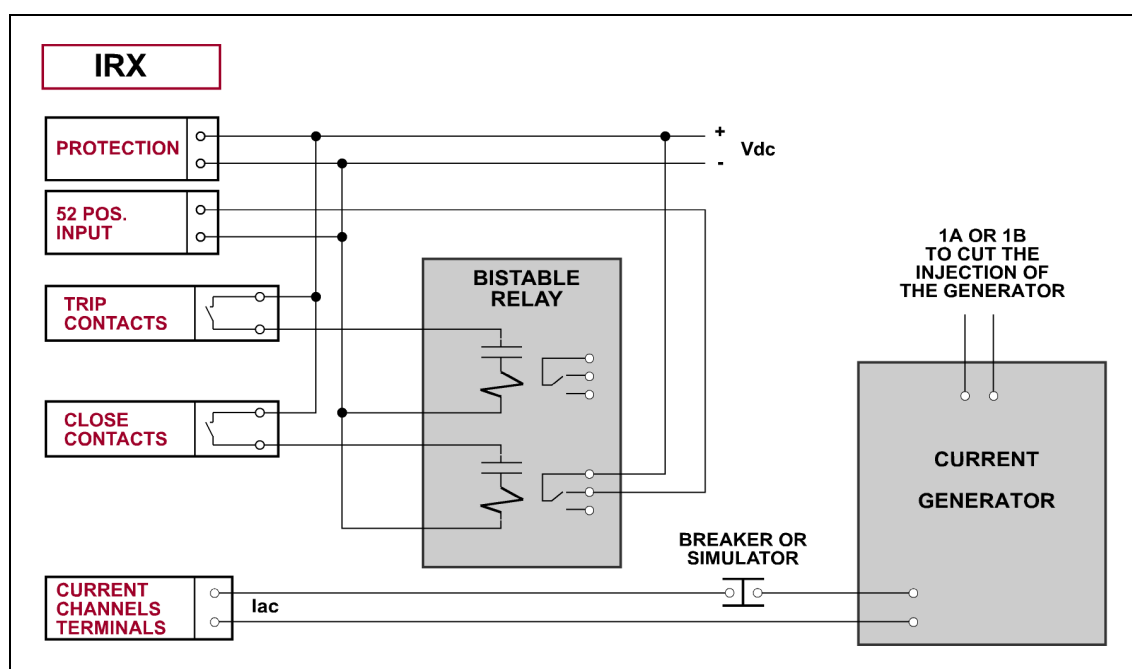 IRX
PROTECTION
+
-
Vdc
52 POS.
INPUT
TRIP
CONTACTS
CLOSE
CONTACTS
BISTABLE
RELAY
1A OR 1B
TO CUT THE
INJECTION OF
THE GENERATOR
CURRENT
GENERATOR
BREAKER OR
SIMULATOR
CURRENT
CHANNELS
TERMINALS
Iac